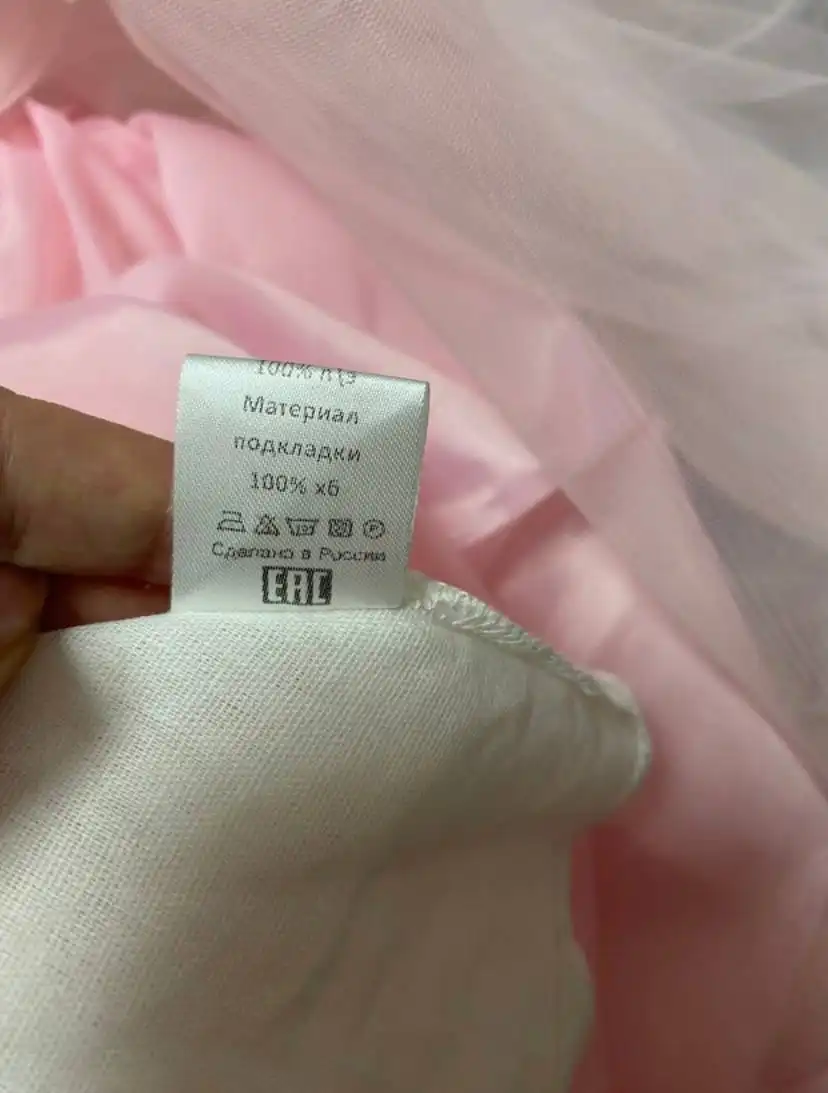 100% п\э
Материал
подкладки
100% хб
Сделано в России
EAC